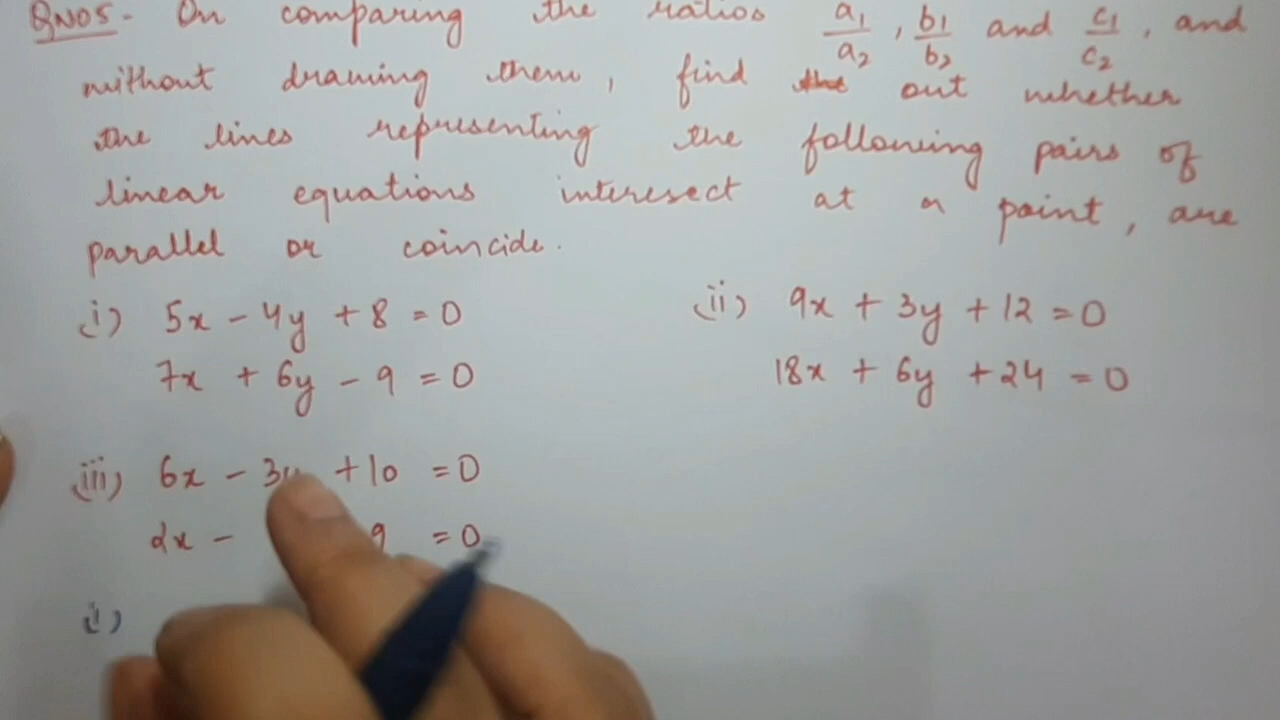 QN05- On comparing the ratios a1/a2 , b1/b2 and c1/c2 , and
without drawing them, find out whether
the lines representing the following pairs of
linear equations interesect at a point, are
parallel or coincide.
i) 5x - 4y + 8 = 0
7x + 6y - 9 = 0
ii) 9x + 3y + 12 = 0
18x + 6y + 24 = 0
iii) 6x - 3y + 10 = 0
2x - 9 = 0
i)